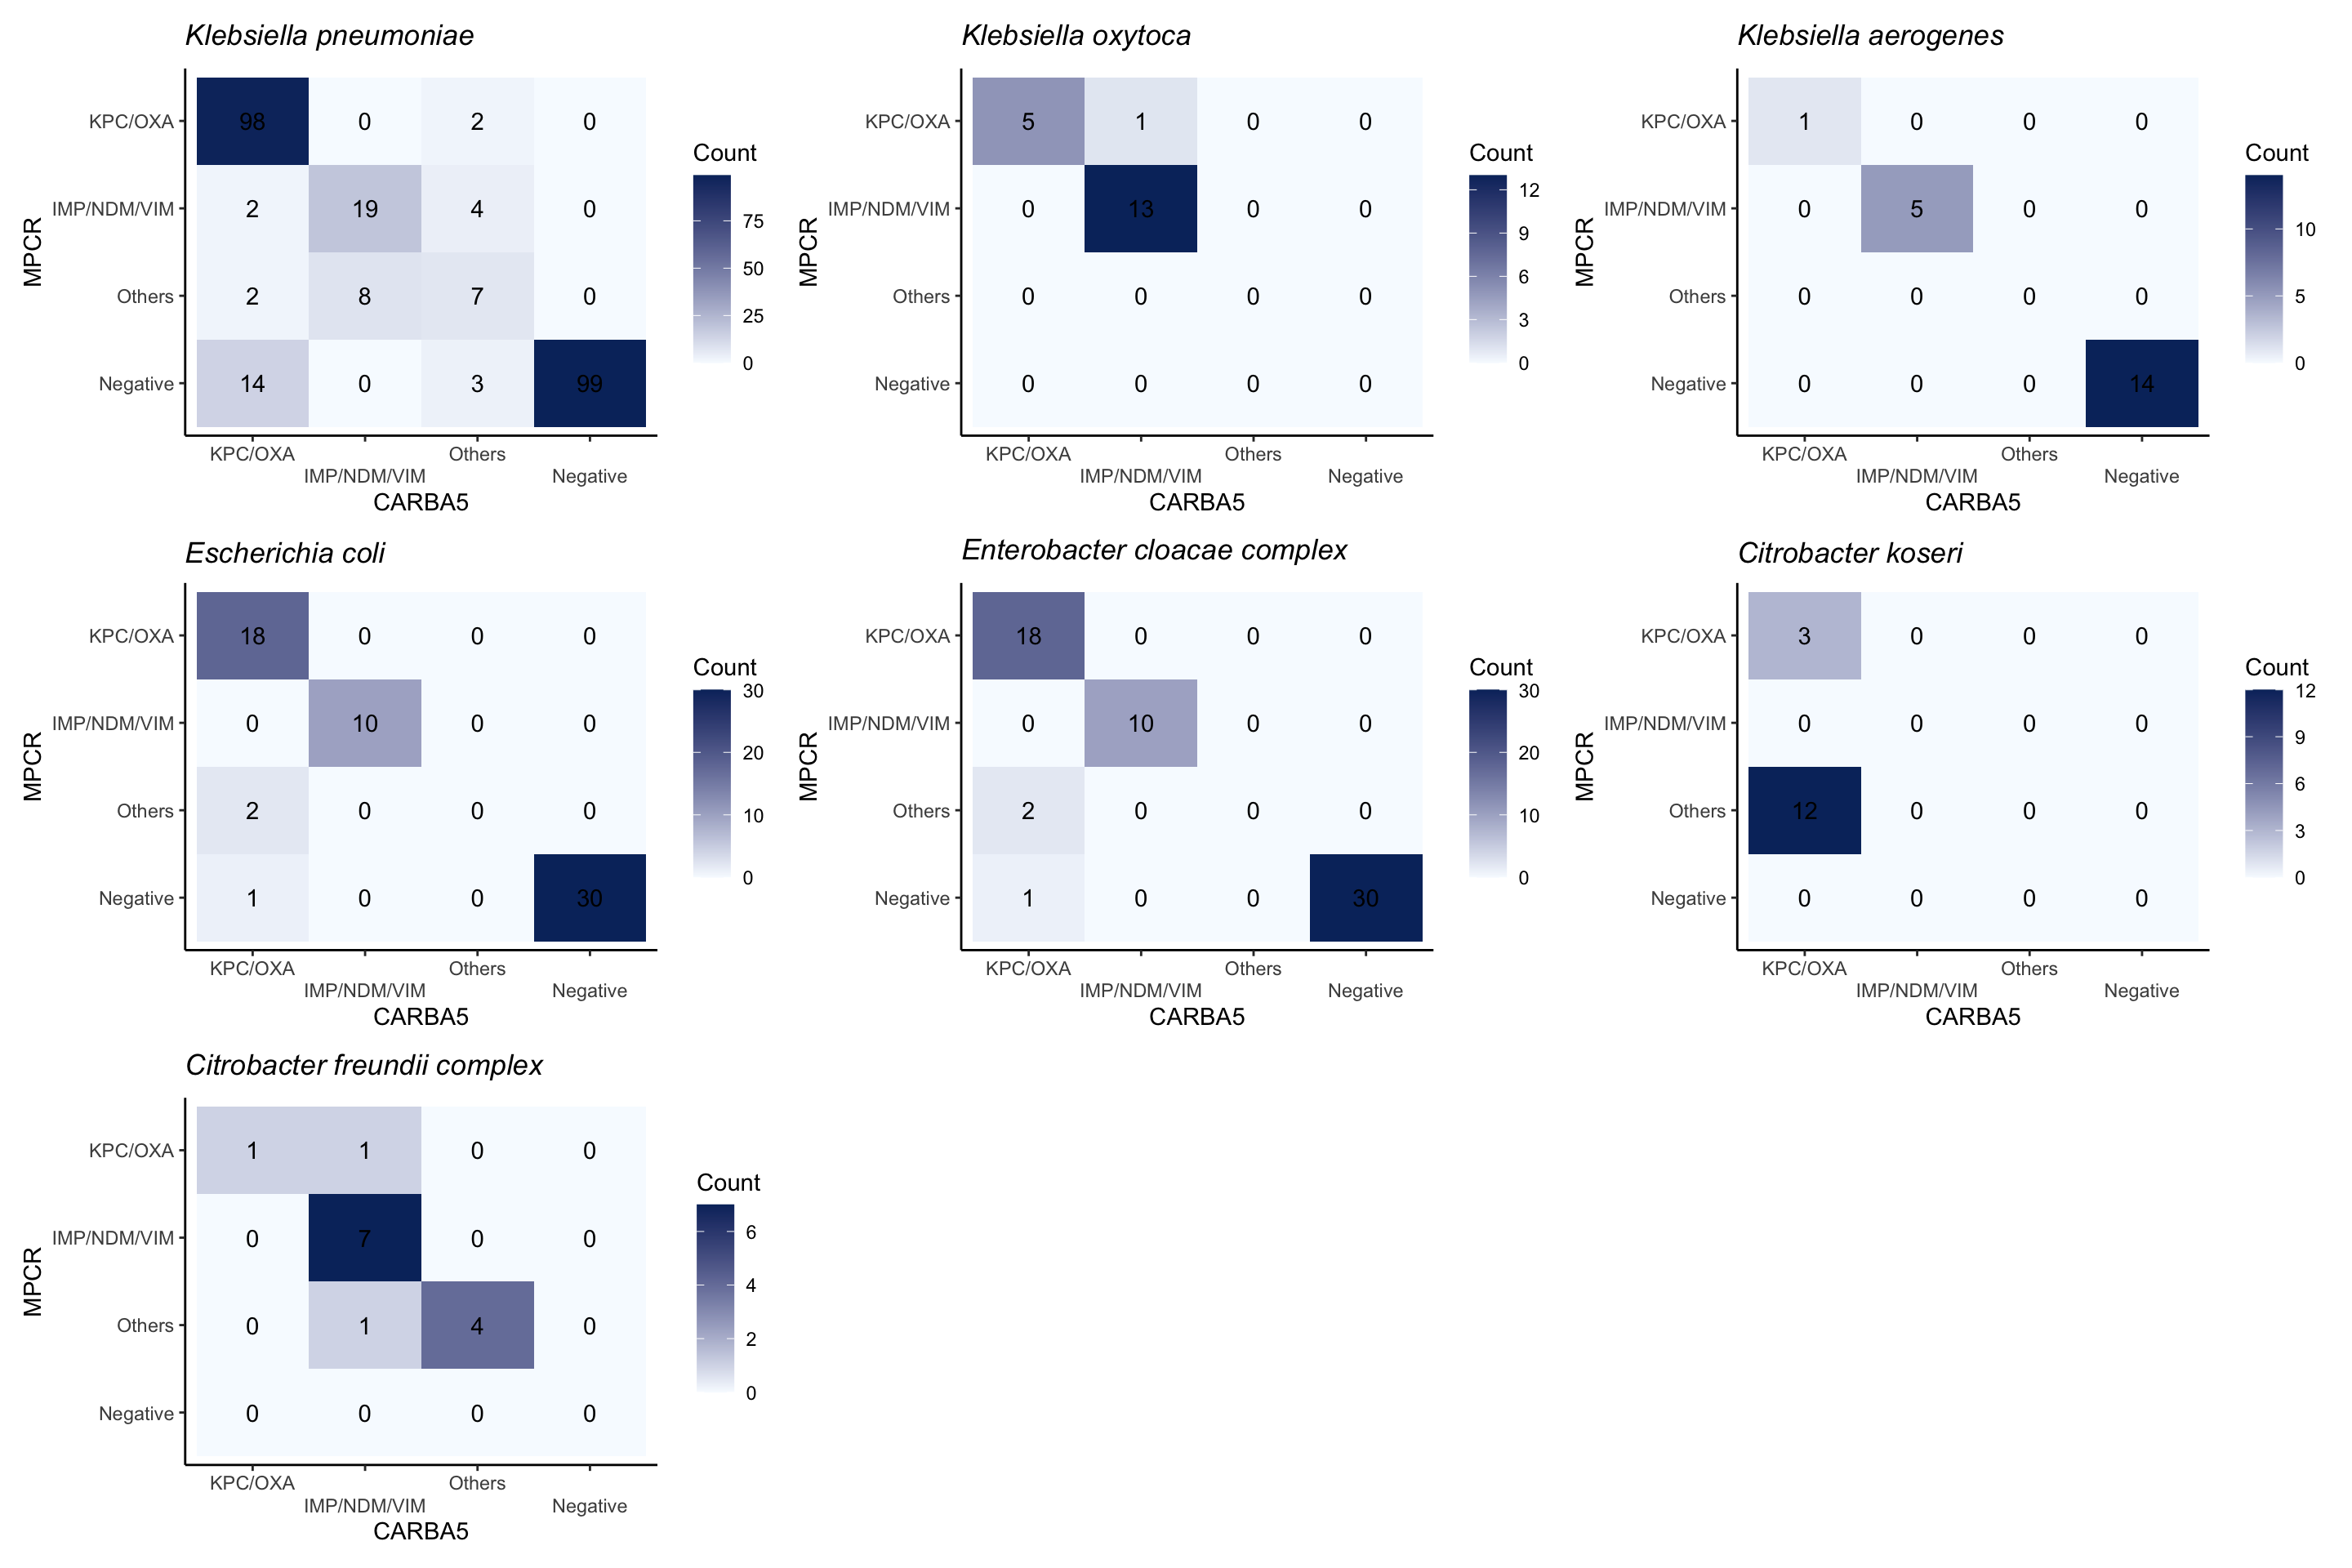 Klebsiella pneumoniae
MPCR
KPC/OXA 98 0 2 0
IMP/NDM/VIM 2 19 4 0
Others 2 8 7 0
Negative 14 0 3 99
KPC/OXA IMP/NDM/VIM Others Negative
CARBA5
Count
75
50
25
0
Klebsiella oxytoca
MPCR
KPC/OXA 5 1 0 0
IMP/NDM/VIM 0 13 0 0
Others 0 0 0 0
Negative 0 0 0 0
KPC/OXA IMP/NDM/VIM Others Negative
CARBA5
Count
12
9
6
3
0
Klebsiella aerogenes
MPCR
KPC/OXA 1 0 0 0
IMP/NDM/VIM 0 5 0 0
Others 0 0 0 0
Negative 0 0 0 14
KPC/OXA IMP/NDM/VIM Others Negative
CARBA5
Count
10
5
0
Escherichia coli
MPCR
KPC/OXA 18 0 0 0
IMP/NDM/VIM 0 10 0 0
Others 2 0 0 0
Negative 1 0 0 30
KPC/OXA IMP/NDM/VIM Others Negative
CARBA5
Count
30
20
10
0
Enterobacter cloacae complex
MPCR
KPC/OXA 18 0 0 0
IMP/NDM/VIM 0 10 0 0
Others 2 0 0 0
Negative 1 0 0 30
KPC/OXA IMP/NDM/VIM Others Negative
CARBA5
Count
30
20
10
0
Citrobacter koseri
MPCR
KPC/OXA 3 0 0 0
IMP/NDM/VIM 0 0 0 0
Others 12 0 0 0
Negative 0 0 0 0
KPC/OXA IMP/NDM/VIM Others Negative
CARBA5
Count
12
9
6
3
0
Citrobacter freundii complex
MPCR
KPC/OXA 1 1 0 0
IMP/NDM/VIM 0 7 0 0
Others 0 1 4 0
Negative 0 0 0 0
KPC/OXA IMP/NDM/VIM Others Negative
CARBA5
Count
6
4
2
0